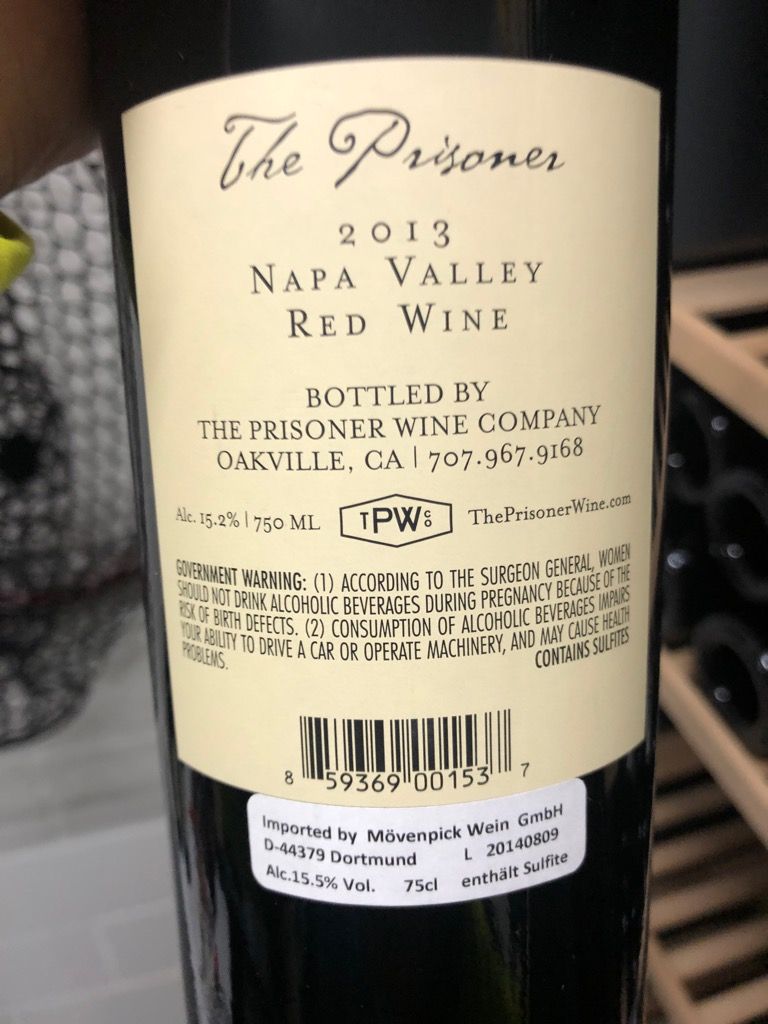 The Prisoner
2013
NAPA VALLEY
RED WINE
BOTTLED BY
THE PRISONER WINE COMPANY
OAKVILLE, CA | 707.967.9168
Alc. 15.2% | 750 ML
TPWCO
ThePrisonerWine.com
GOVERNMENT WARNING: (1) ACCORDING TO THE SURGEON GENERAL, WOMEN
SHOULD NOT DRINK ALCOHOLIC BEVERAGES DURING PREGNANCY BECAUSE OF THE
RISK OF BIRTH DEFECTS. (2) CONSUMPTION OF ALCOHOLIC BEVERAGES IMPAIRS
YOUR ABILITY TO DRIVE A CAR OR OPERATE MACHINERY, AND MAY CAUSE HEALTH
PROBLEMS.
CONTAINS SULFITES
8 59369 00153 7
Imported by Mövenpick Wein GmbH
D-44379 Dortmund L 20140809
Alc.15.5% Vol. 75cl enthält Sulfite